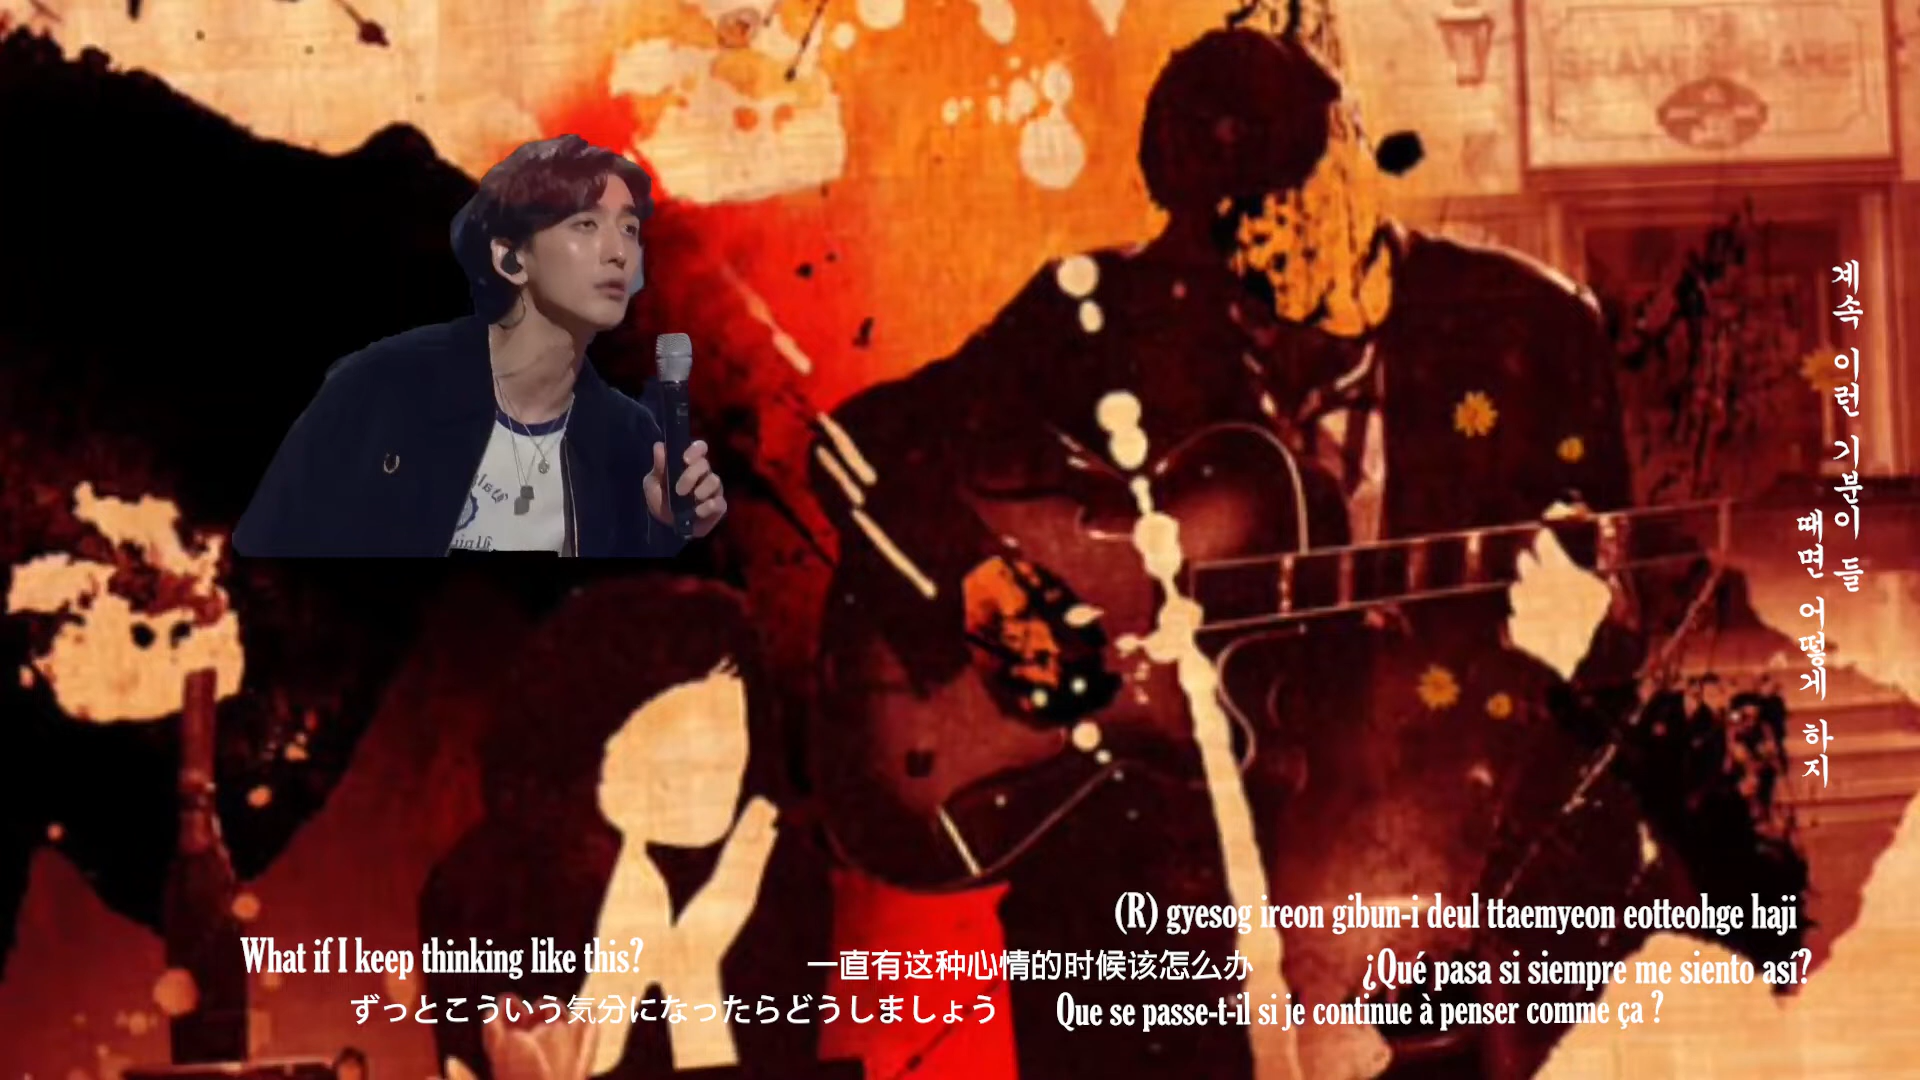 계속 이런 기분이 들
때면 어떻게 하지
(R) gyesog ireon gibun-i deul ttaemyeon eotteohge haji
What if I keep thinking like this?
一直有这种心情的时候该怎么办
¿Qué pasa si siempre me siento así?
ずっとこういう気分になったらどうしましょう
Que se passe-t-il si je continue à penser comme ça ?